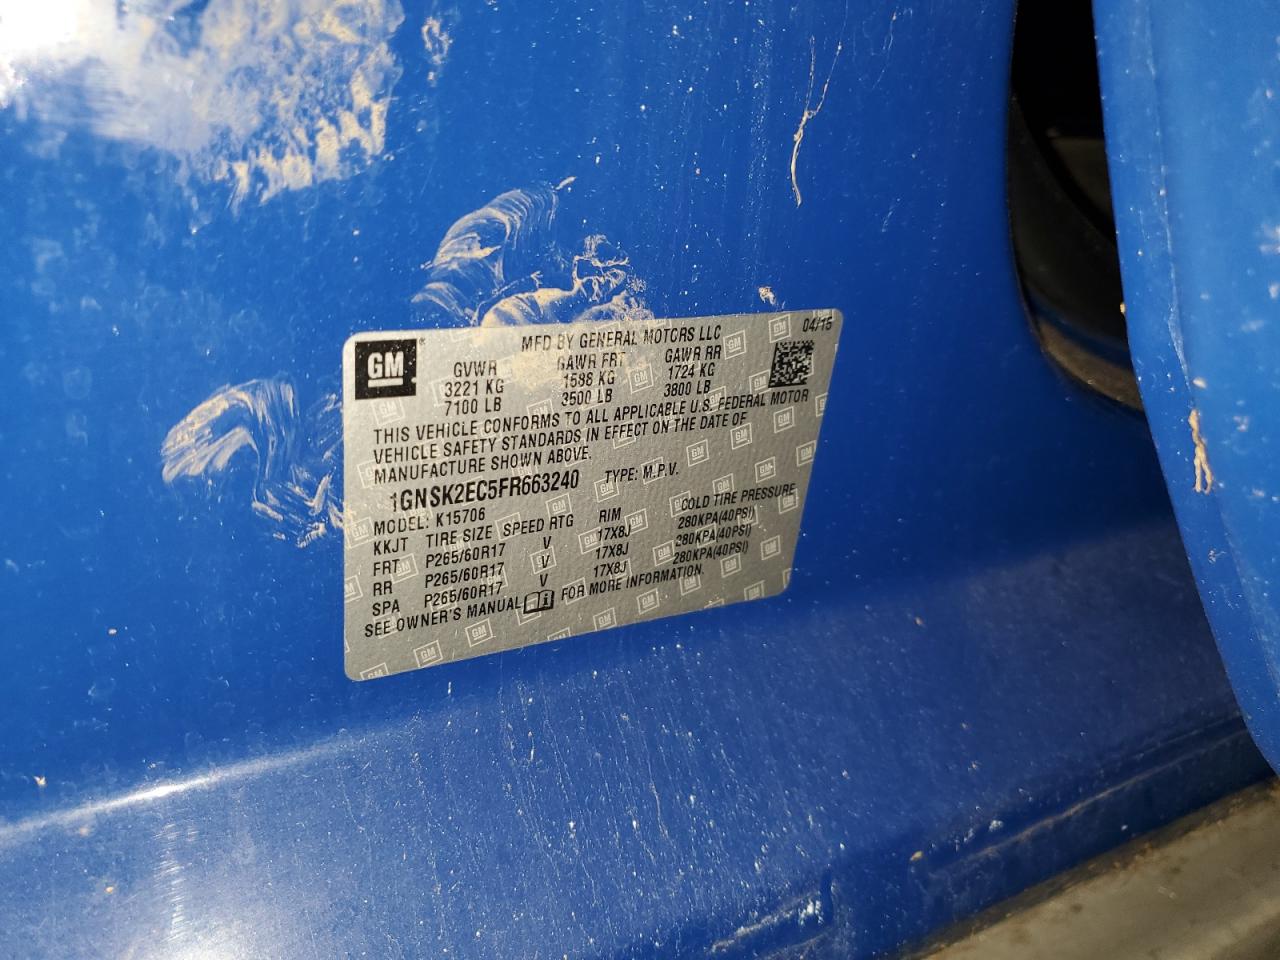 GM
MFD BY GENERAL MOTORS LLC 04/15
GVWR GAWR FRT GAWR RR
3221 KG 1588 KG 1724 KG
7100 LB 3500 LB 3800 LB
THIS VEHICLE CONFORMS TO ALL APPLICABLE U.S. FEDERAL MOTOR
VEHICLE SAFETY STANDARDS IN EFFECT ON THE DATE OF
MANUFACTURE SHOWN ABOVE.
1GNSK2EC5FR663240 TYPE: M.P.V.
MODEL: K15706
KKJT TIRE SIZE SPEED RTG RIM COLD TIRE PRESSURE
FRT P265/60R17 V 17X8J 280KPA(40PSI)
RR P265/60R17 V 17X8J 280KPA(40PSI)
SPA P265/60R17 V 17X8J 280KPA(40PSI)
SEE OWNER'S MANUAL FOR MORE INFORMATION.